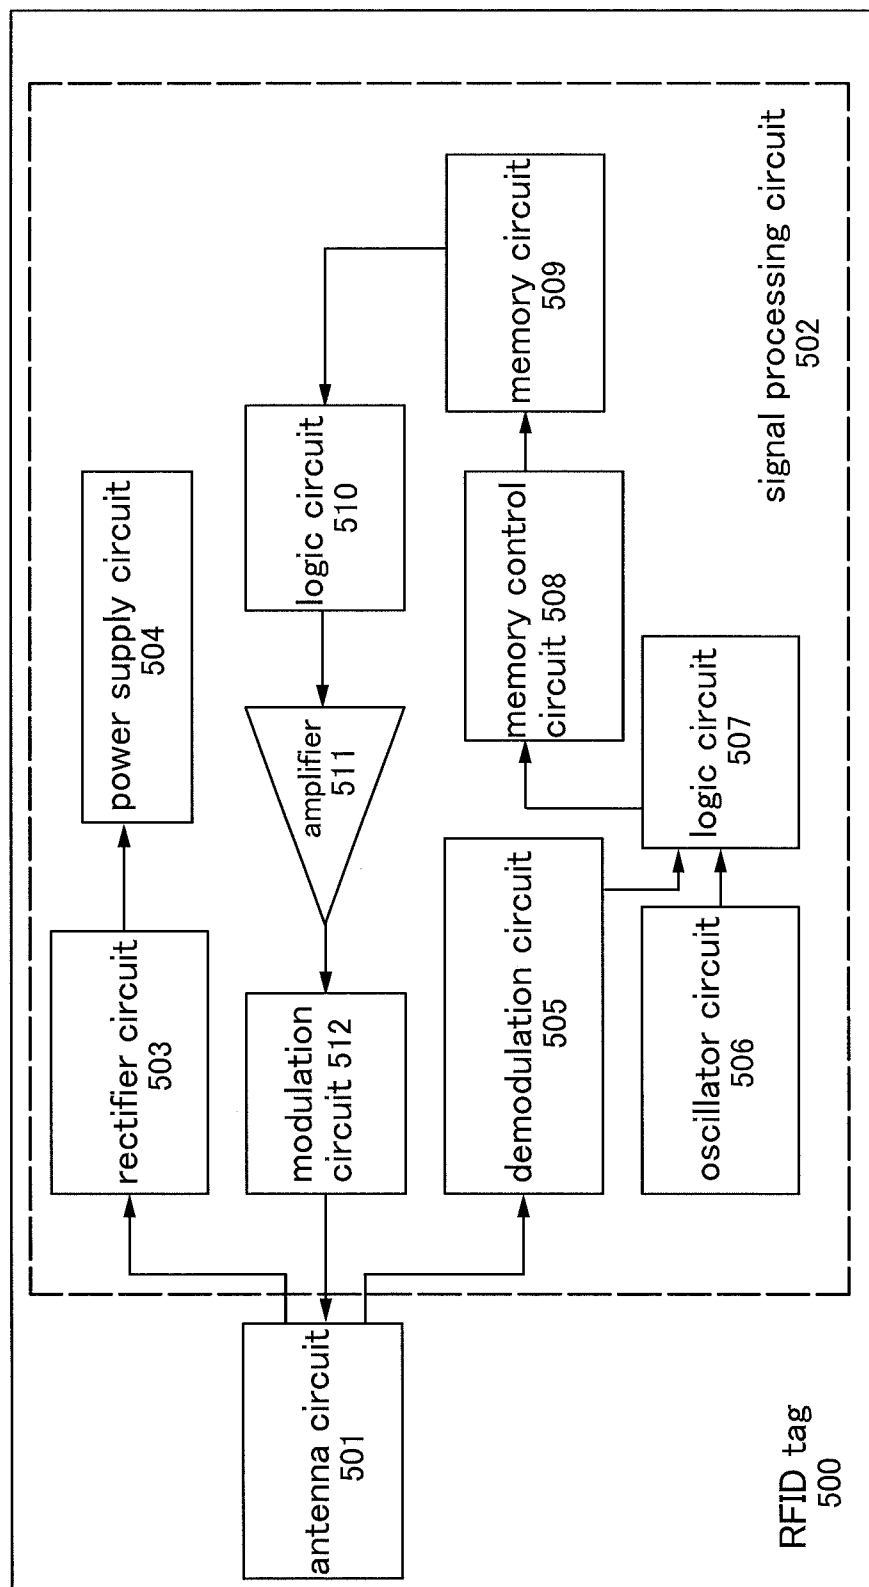 rectifier circuit
503
power supply circuit
504
antenna circuit
501
modulation
circuit 512
amplifier
511
logic circuit
510
demodulation circuit
505
memory control
circuit 508
memory circuit
509
oscillator circuit
506
logic circuit
507
RFID tag
500
signal processing circuit
502